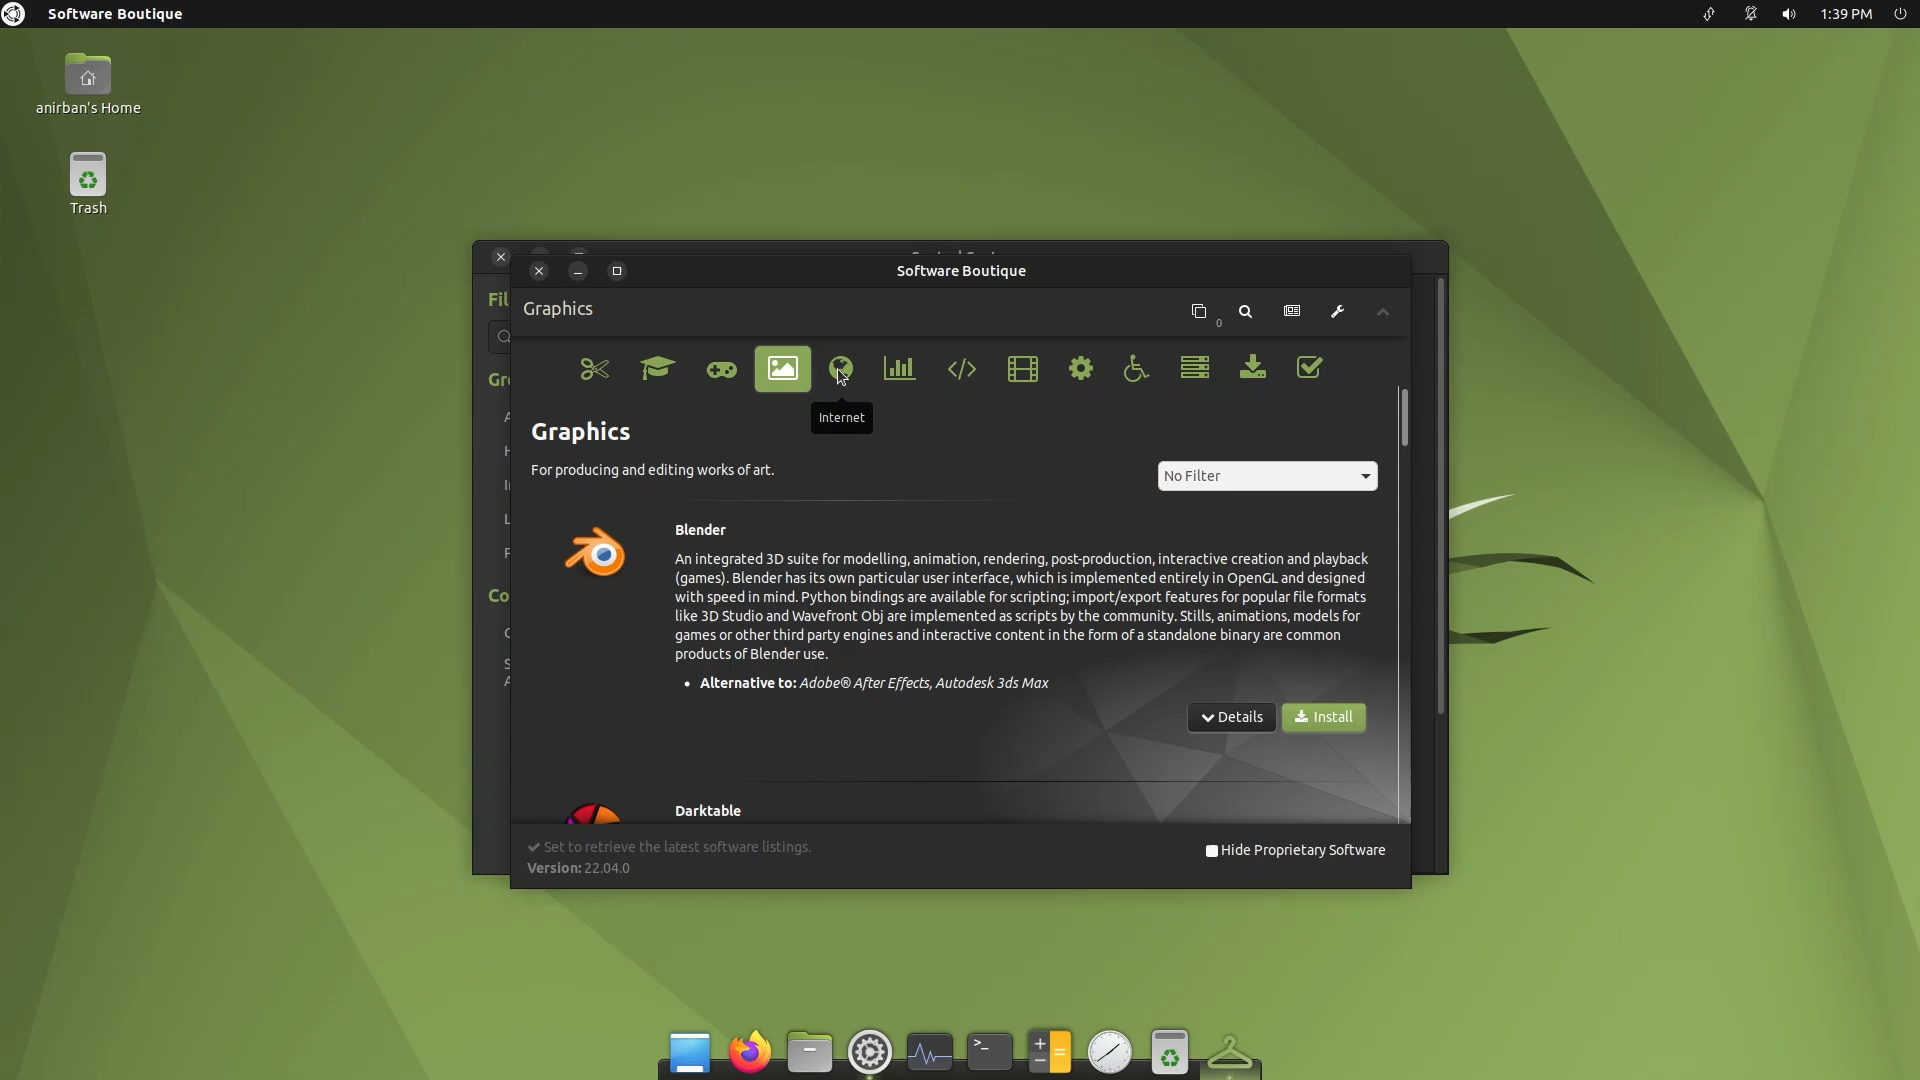 Software Boutique
1:39 PM
anirban's Home
Trash
Software Boutique
Fil
Graphics
0
Gr
Internet
Graphics
For producing and editing works of art.
No Filter
Blender
An integrated 3D suite for modelling, animation, rendering, post-production, interactive creation and playback
(games). Blender has its own particular user interface, which is implemented entirely in OpenGL and designed
with speed in mind. Python bindings are available for scripting; import/export features for popular file formats
like 3D Studio and Wavefront Obj are implemented as scripts by the community. Stills, animations, models for
games or other third party engines and interactive content in the form of a standalone binary are common
products of Blender use.
Co
• Alternative to: Adobe® After Effects, Autodesk 3ds Max
Details
Install
Darktable
✔ Set to retrieve the latest software listings.
Version: 22.04.0
Hide Proprietary Software